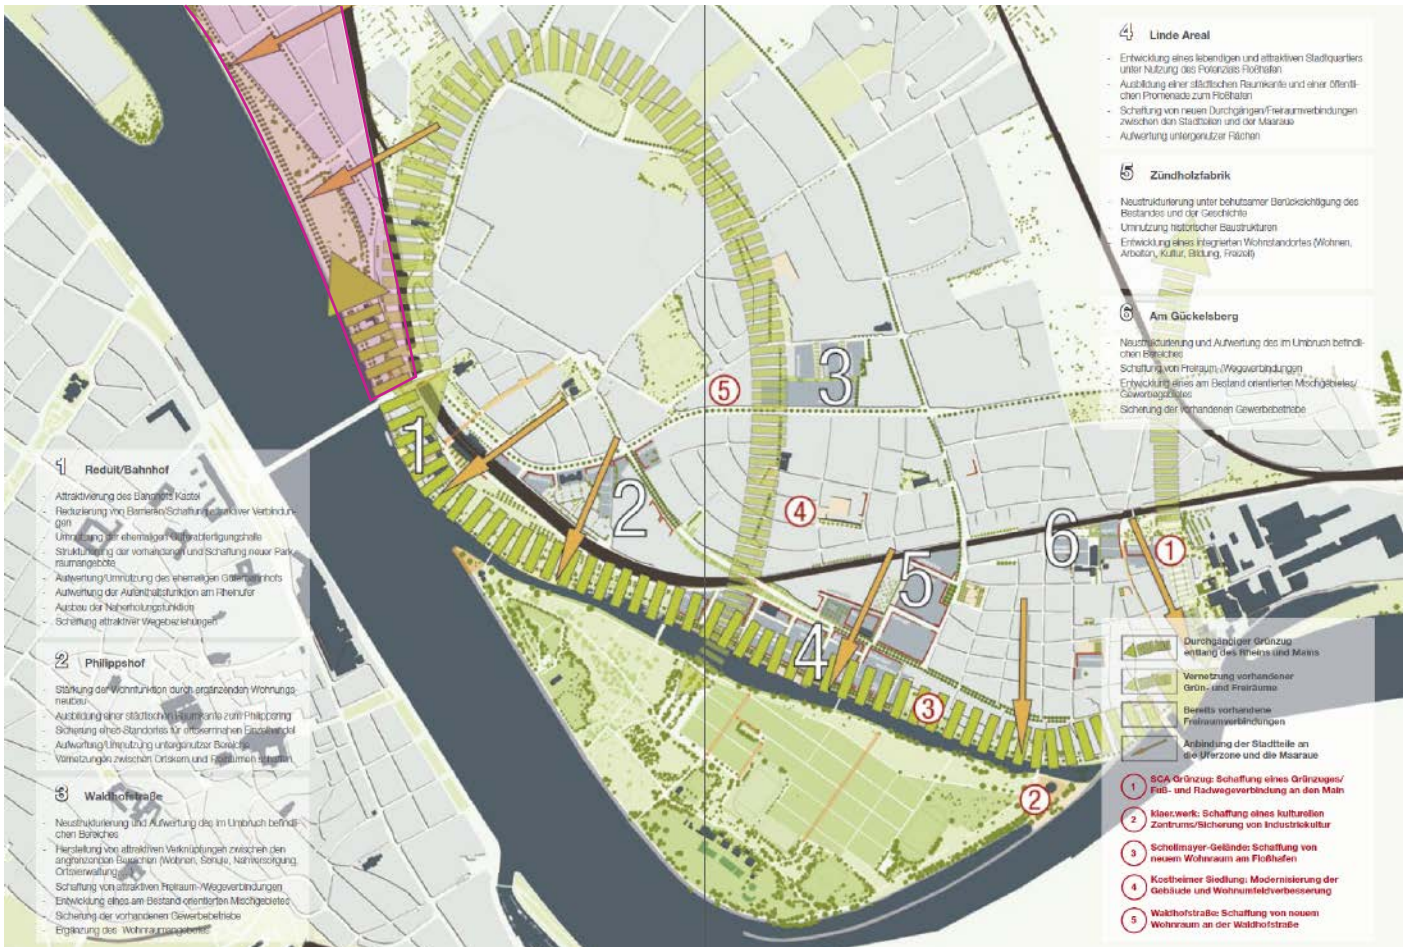 4 Linde Areal
- Entwicklung eines lebendigen und attraktiven Stadtquartiers
unter Nutzung des Potenzials Floßhafen
- Ausbildung einer städtischen Raumkante und einer öffentli-
chen Promenade zum Floßhafen
- Schaffung von neuen Durchgängen/Freiraumverbindungen
zwischen den Stadtteilen und der Maaraue
- Aufwertung untergenutzer Flächen
5 Zündholzfabrik
- Neustrukturierung unter behutsamer Berücksichtigung des
Bestandes und der Geschichte
- Umnutzung historischer Baustrukturen
- Entwicklung eines integrierten Wohnstandortes (Wohnen,
Arbeiten, Kultur, Bildung, Freizeit)
6 Am Gückelsberg
- Neustrukturierung und Aufwertung des im Umbruch befindli-
chen Bereiches
- Schaffung von Freiraum-/Wegeverbindungen
- Entwicklung eines am Bestand orientierten Mischgebietes/
Gewerbegebietes
- Sicherung der vorhandenen Gewerbebetriebe
3
5
1
2
4
6
1
5
4
3
2
1 Reduit/Bahnhof
- Attraktivierung des Bahnhofs Kastel
- Reduzierung von Barrieren/Schaffung attraktiver Verbindun-
gen
- Umnutzung der ehemaligen Güterabfertigungshalle
- Strukturierung der vorhandenen und Schaffung neuer Park
raumangebote
- Aufwertung/Umnutzung des ehemaligen Güterbahnhofs
- Aufwertung der Aufenthaltsfunktion am Rheinufer
- Ausbau der Naherholungsfunktion
- Schaffung attraktiver Wegebeziehungen
2 Philippshof
- Stärkung der Wohnfunktion durch ergänzenden Wohnungs
neubau
- Ausbildung einer städtischen Raumkante zum Philippsring
- Sicherung eines Standortes für ortskernnahen Einzelhandel
- Aufwertung/Umnutzung untergenutzer Bereiche
- Vernetzungen zwischen Ortskern und Freiräumen schaffen
3 Waldhofstraße
- Neustrukturierung und Aufwertung des im Umbruch befindli-
chen Bereiches
- Herstellung von attraktiven Verknüpfungen zwischen den
angrenzenden Bereichen (Wohnen, Schule, Nahversorgung,
Ortsverwaltung)
- Schaffung von attraktiven Freiraum-/Wegeverbindungen
- Entwicklung eines am Bestand orientierten Mischgebietes
- Sicherung der vorhandenen Gewerbebetriebe
- Ergänzung des Wohnraumangebotes
Durchgängiger Grünzug
entlang des Rheins und Mains
Vernetzung vorhandener
Grün- und Freiräume
Bereits vorhandene
Freiraumverbindungen
Anbindung der Stadtteile an
die Uferzone und die Maaraue
1 SCA Grünzug: Schaffung eines Grünzuges/
Fuß- und Radwegeverbindung an den Main
2 klaer.werk: Schaffung eines kulturellen
Zentrums/Sicherung von Industriekultur
3 Schellmayer-Gelände: Schaffung von
neuem Wohnraum am Floßhafen
4 Kostheimer Siedlung: Modernisierung der
Gebäude und Wohnumfeldverbesserung
5 Waldhofstraße: Schaffung von neuem
Wohnraum an der Waldhofstraße